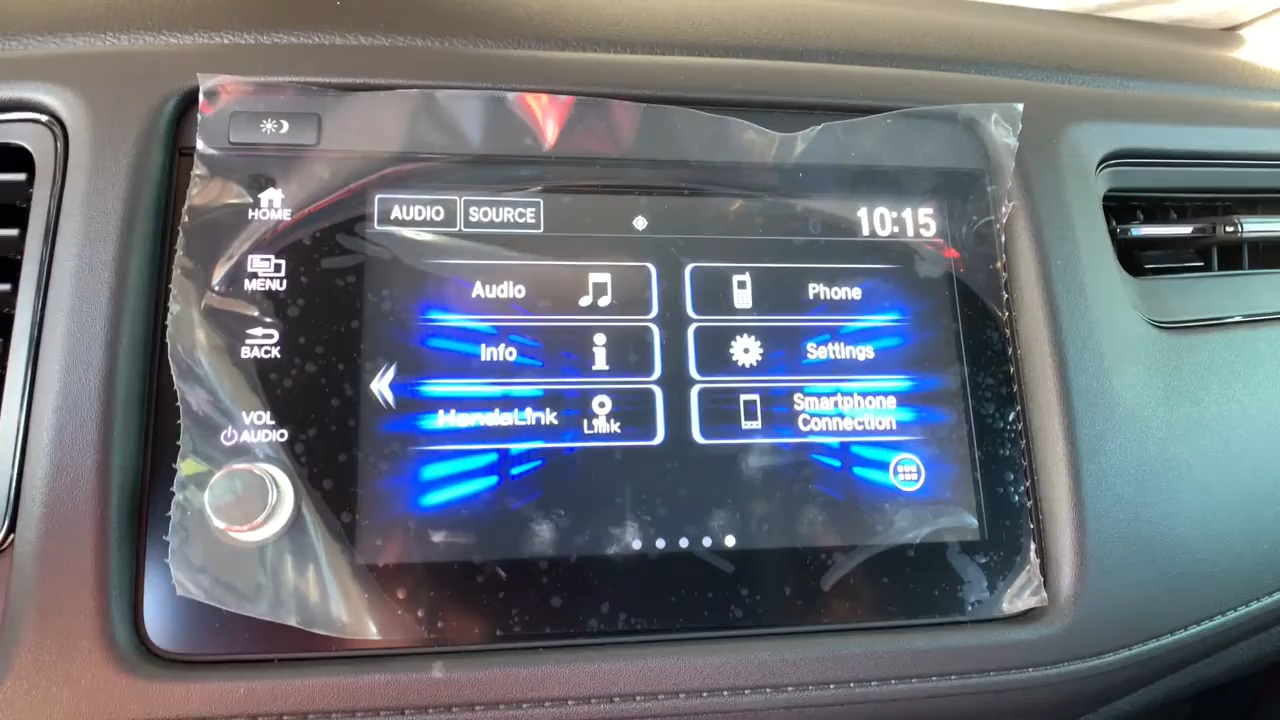 HOME
MENU
BACK
VOL
AUDIO
AUDIO SOURCE 10:15
Audio Phone
Info Settings
HondaLink Link Smartphone
Connection